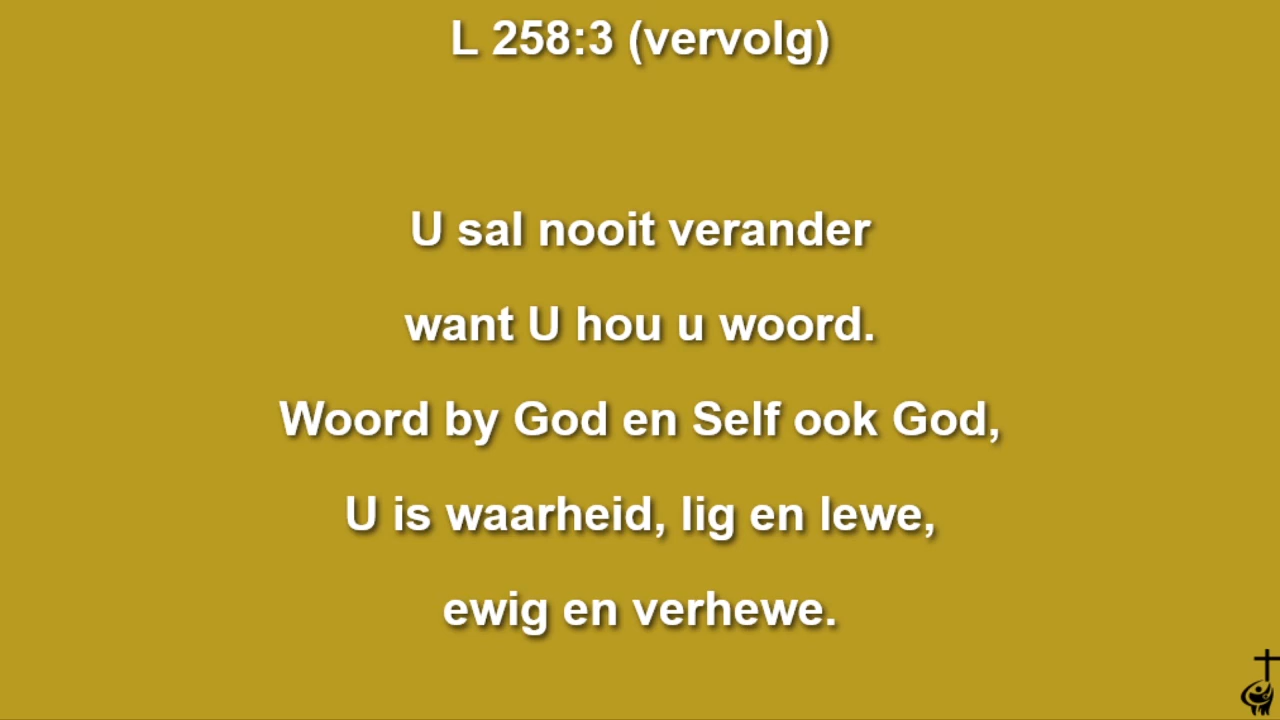 L 258:3 (vervolg)
U sal nooit verander
want U hou u woord.
Woord by God en Self ook God,
U is waarheid, lig en lewe,
ewig en verhewe.